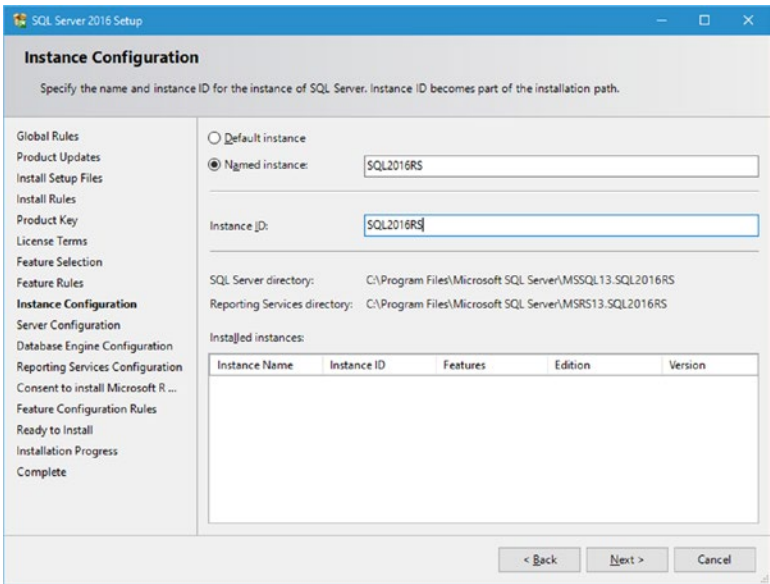 SQL Server 2016 Setup
Instance Configuration
Specify the name and instance ID for the instance of SQL Server. Instance ID becomes part of the installation path.
Global Rules
Product Updates
Install Setup Files
Install Rules
Product Key
License Terms
Feature Selection
Feature Rules
Instance Configuration
Server Configuration
Database Engine Configuration
Reporting Services Configuration
Consent to install Microsoft R ...
Feature Configuration Rules
Ready to Install
Installation Progress
Complete
Default instance
Named instance: SQL2016RS
Instance ID: SQL2016RS
SQL Server directory: C:\Program Files\Microsoft SQL Server\MSSQL13.SQL2016RS
Reporting Services directory: C:\Program Files\Microsoft SQL Server\MSRS13.SQL2016RS
Installed instances:
Instance Name Instance ID Features Edition Version
< Back Next > Cancel